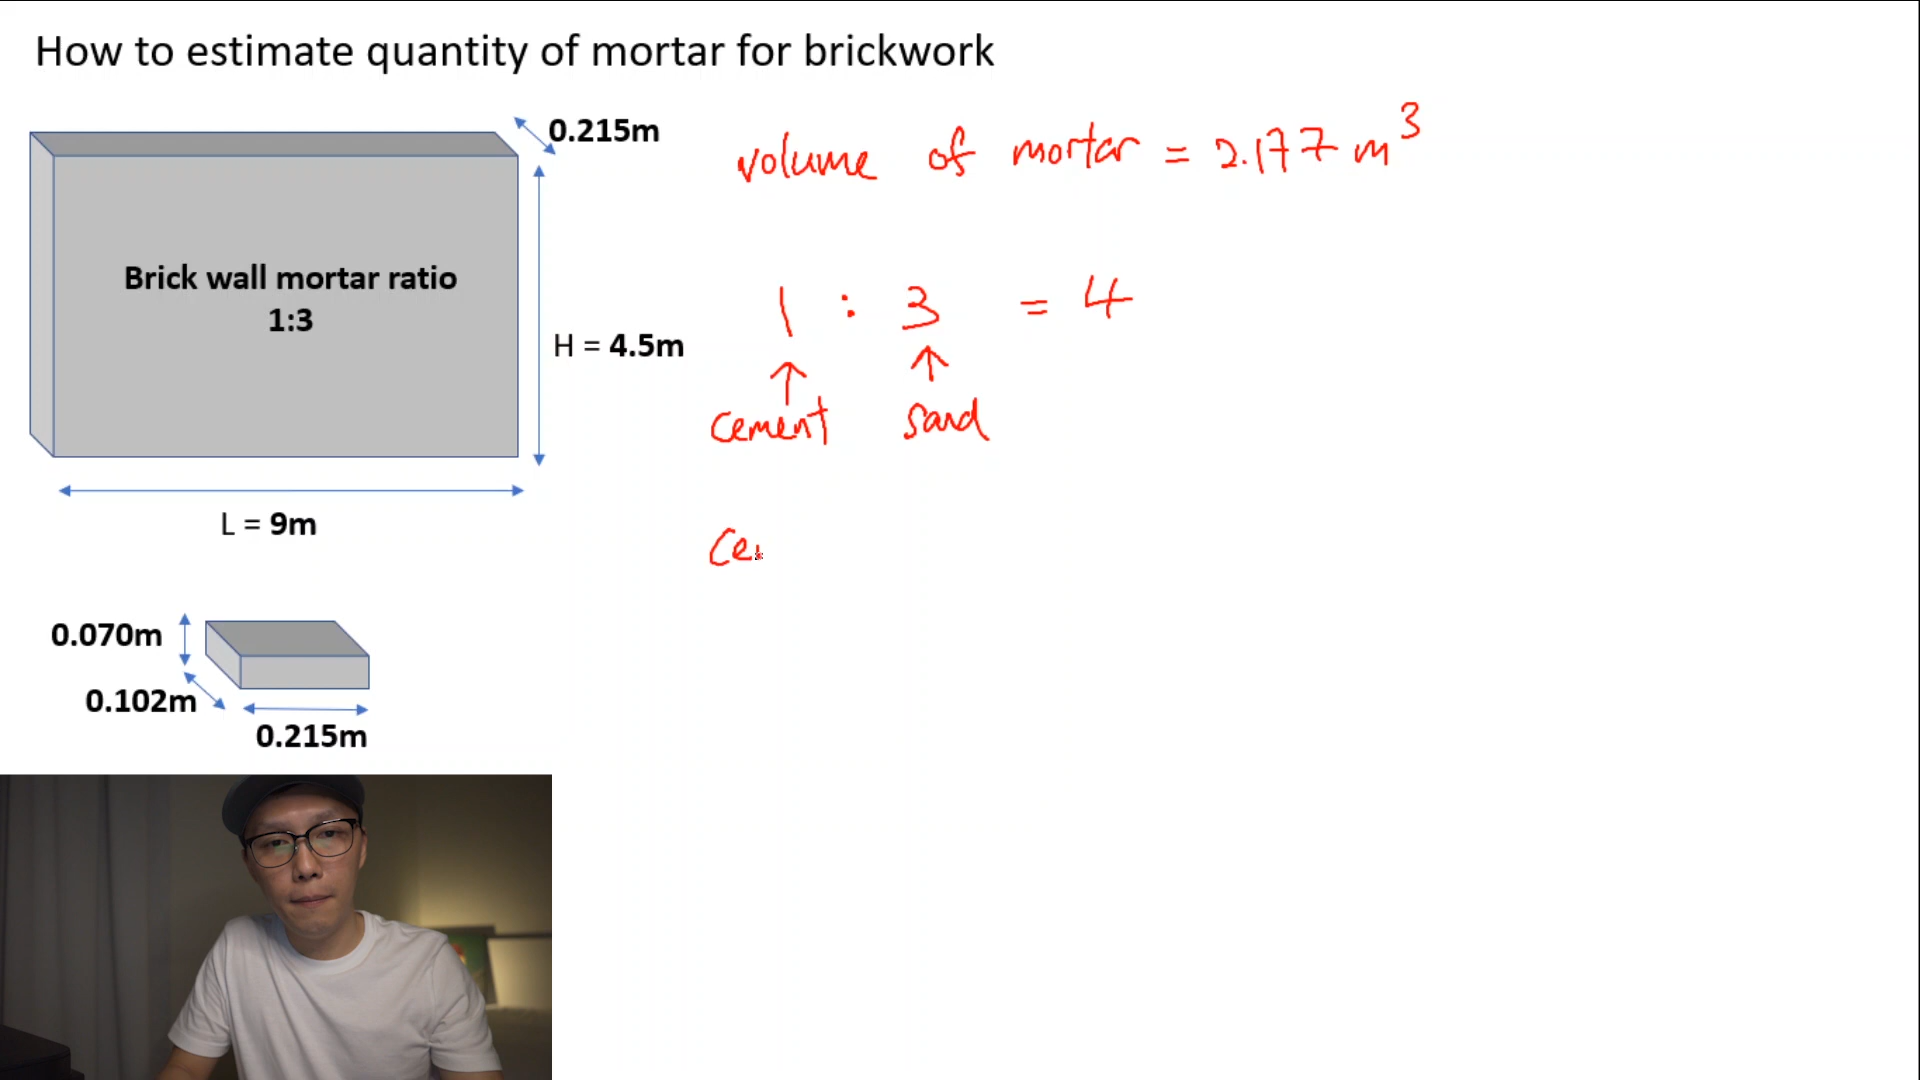 How to estimate quantity of mortar for brickwork
0.215m
volume of mortar = 2.177 m³
Brick wall mortar ratio
1:3
1 : 3 = 4
H = 4.5m
cement sand
L = 9m
Ce
0.070m
0.102m
0.215m